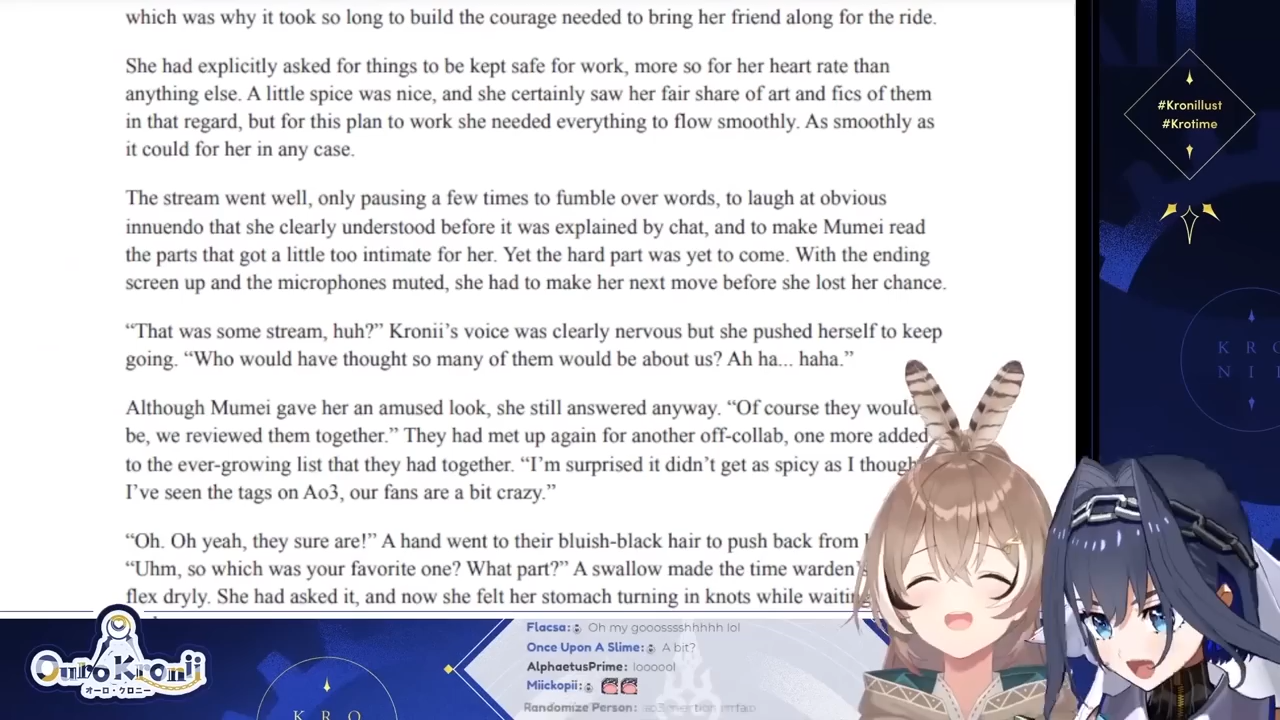 which was why it took so long to build the courage needed to bring her friend along for the ride.
She had explicitly asked for things to be kept safe for work, more so for her heart rate than
anything else. A little spice was nice, and she certainly saw her fair share of art and fics of them
in that regard, but for this plan to work she needed everything to flow smoothly. As smoothly as
it could for her in any case.
The stream went well, only pausing a few times to fumble over words, to laugh at obvious
innuendo that she clearly understood before it was explained by chat, and to make Mumei read
the parts that got a little too intimate for her. Yet the hard part was yet to come. With the ending
screen up and the microphones muted, she had to make her next move before she lost her chance.
“That was some stream, huh?” Kronii’s voice was clearly nervous but she pushed herself to keep
going. “Who would have thought so many of them would be about us? Ah ha... haha.”
Although Mumei gave her an amused look, she still answered anyway. “Of course they would
be, we reviewed them together.” They had met up again for another off-collab, one more added
to the ever-growing list that they had together. “I’m surprised it didn’t get as spicy as I though
I’ve seen the tags on Ao3, our fans are a bit crazy.”
“Oh. Oh yeah, they sure are!” A hand went to their bluish-black hair to push back from
“Uhm, so which was your favorite one? What part?” A swallow made the time warden’s
flex dryly. She had asked it, and now she felt her stomach turning in knots while waiting
#Kronillust
#Krotime
K R O
N I I
Ouro Kronii
オーロ・クロニー
K R O
Flacsa: Oh my gooosssshhhhh lol
Once Upon A Slime: A bit?
AlphaetusPrime: loooool
Miickopii:
Randomize Person: